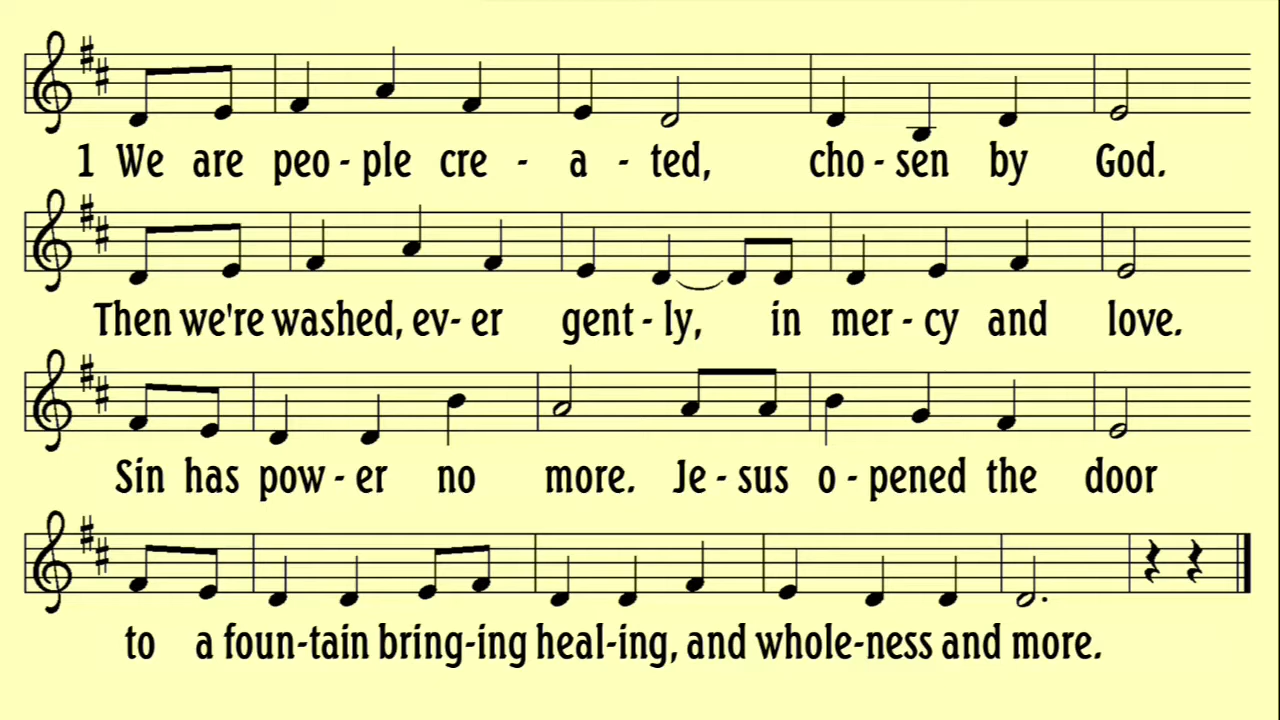 1 We are peo - ple cre - a - ted, cho - sen by God.
Then we're washed, ev- er gent - ly, in mer - cy and love.
Sin has pow - er no more. Je - sus o - pened the door
to a foun-tain bring-ing heal-ing, and whole-ness and more.